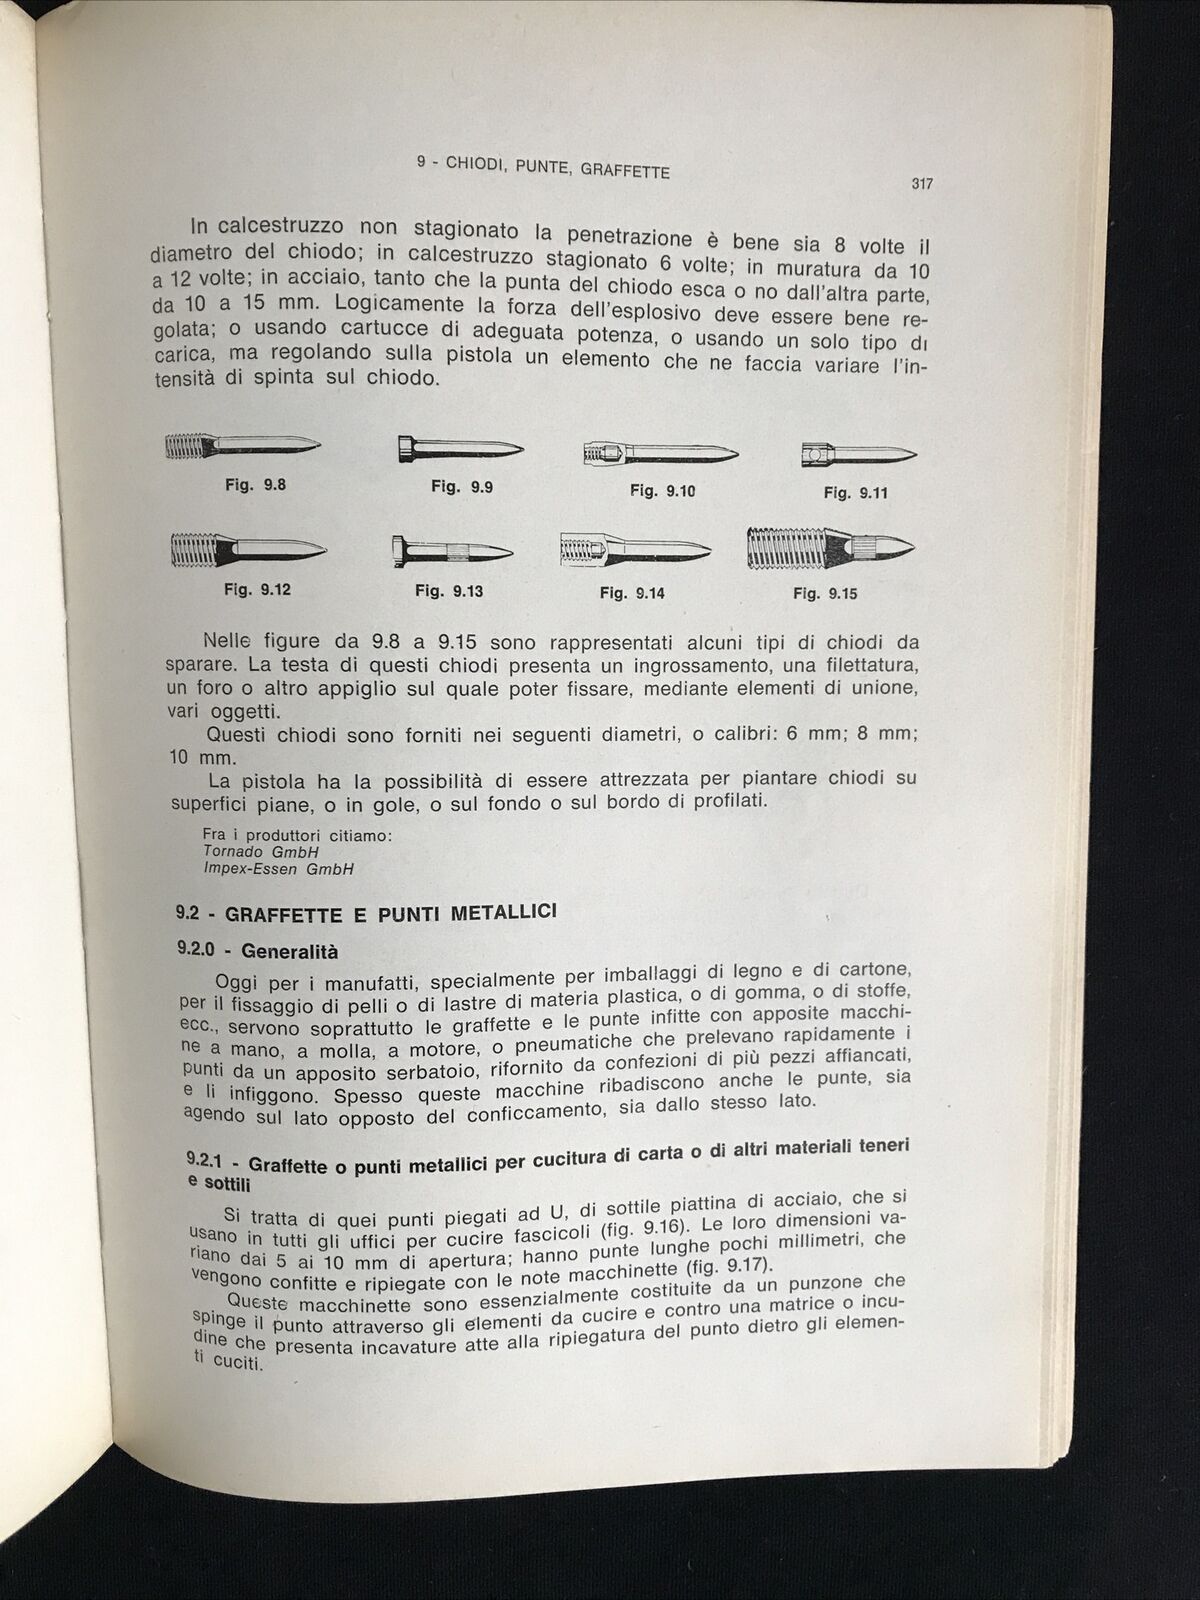 9 - CHIODI, PUNTE, GRAFFETTE
317
In calcestruzzo non stagionato la penetrazione è bene sia 8 volte il
diametro del chiodo; in calcestruzzo stagionato 6 volte; in muratura da 10
a 12 volte; in acciaio, tanto che la punta del chiodo esca o no dall'altra parte,
da 10 a 15 mm. Logicamente la forza dell'esplosivo deve essere bene re-
golata; o usando cartucce di adeguata potenza, o usando un solo tipo di
carica, ma regolando sulla pistola un elemento che ne faccia variare l'in-
tensità di spinta sul chiodo.
Fig. 9.8 Fig. 9.9 Fig. 9.10 Fig. 9.11
Fig. 9.12 Fig. 9.13 Fig. 9.14 Fig. 9.15
Nelle figure da 9.8 a 9.15 sono rappresentati alcuni tipi di chiodi da
sparare. La testa di questi chiodi presenta un ingrossamento, una filettatura,
un foro o altro appiglio sul quale poter fissare, mediante elementi di unione,
vari oggetti.
Questi chiodi sono forniti nei seguenti diametri, o calibri: 6 mm; 8 mm;
10 mm.
La pistola ha la possibilità di essere attrezzata per piantare chiodi su
superfici piane, o in gole, o sul fondo o sul bordo di profilati.
Fra i produttori citiamo:
Tornado GmbH
Impex-Essen GmbH
9.2 - GRAFFETTE E PUNTI METALLICI
9.2.0 - Generalità
Oggi per i manufatti, specialmente per imballaggi di legno e di cartone,
per il fissaggio di pelli o di lastre di materia plastica, o di gomma, o di stoffe,
ecc., servono soprattutto le graffette e le punte infitte con apposite macchi-
ne a mano, a molla, a motore, o pneumatiche che prelevano rapidamente i
punti da un apposito serbatoio, rifornito da confezioni di più pezzi affiancati,
e li infiggono. Spesso queste macchine ribadiscono anche le punte, sia
agendo sul lato opposto del conficcamento, sia dallo stesso lato.
9.2.1 - Graffette o punti metallici per cucitura di carta o di altri materiali teneri
e sottili
Si tratta di quei punti piegati ad U, di sottile piattina di acciaio, che si
usano in tutti gli uffici per cucire fascicoli (fig. 9.16). Le loro dimensioni va-
riano dai 5 ai 10 mm di apertura; hanno punte lunghe pochi millimetri, che
vengono confitte e ripiegate con le note macchinette (fig. 9.17).
Queste macchinette sono essenzialmente costituite da un punzone che
spinge il punto attraverso gli elementi da cucire e contro una matrice o incu-
dine che presenta incavature atte alla ripiegatura del punto dietro gli elemen-
ti cuciti.